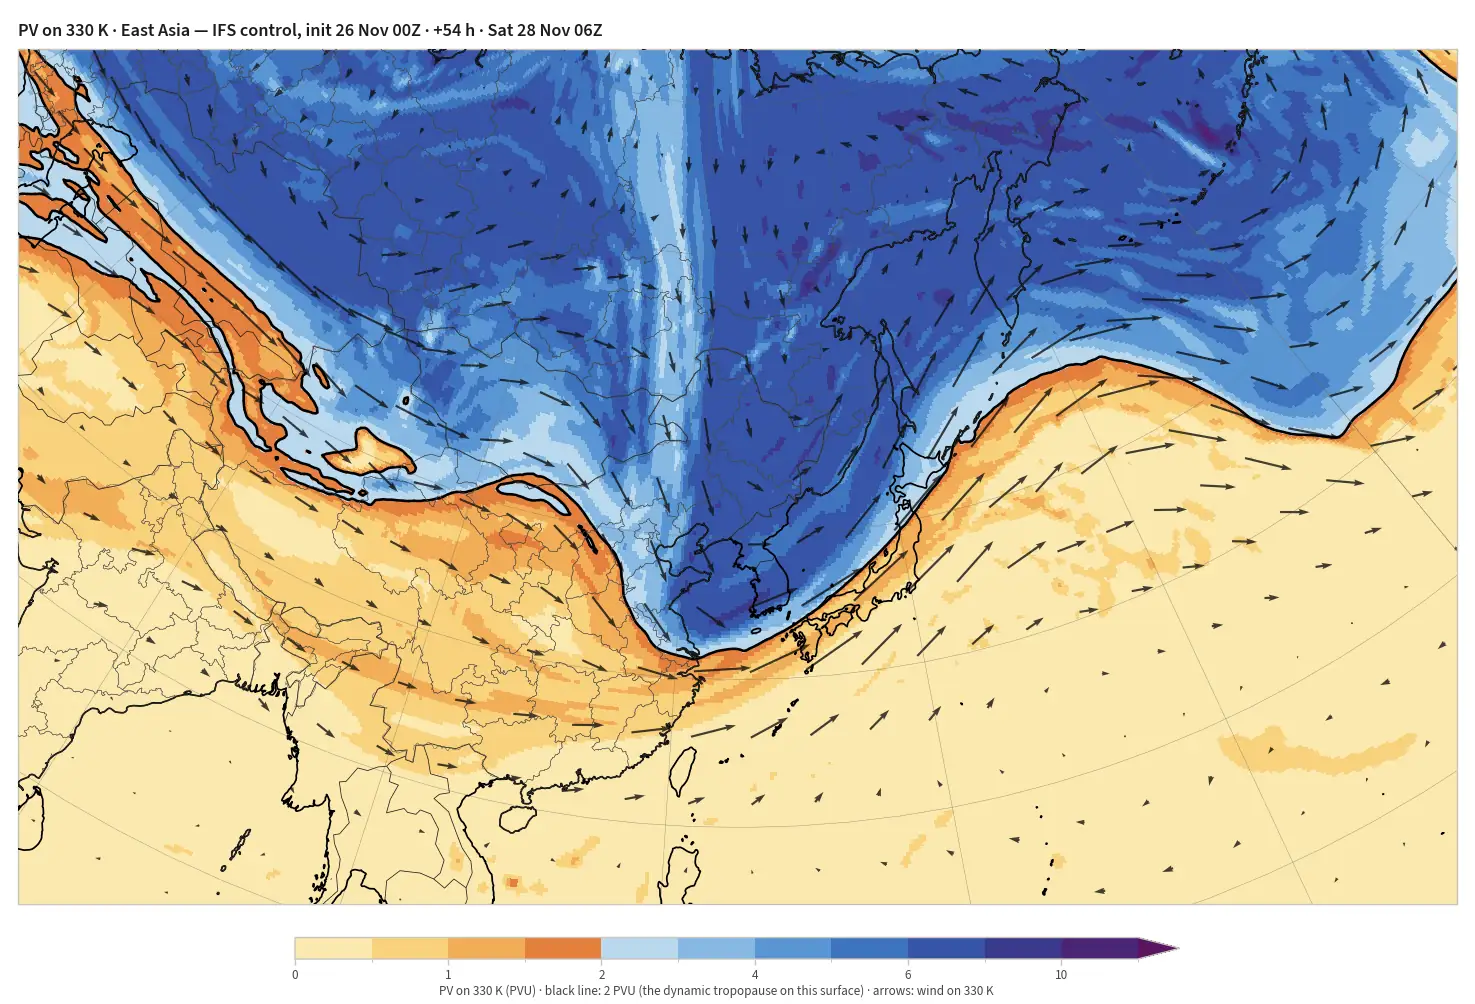 PV on 330 K · East Asia — IFS control, init 26 Nov 00Z · +54 h · Sat 28 Nov 06Z
0 1 2 4 6 10
PV on 330 K (PVU) · black line: 2 PVU (the dynamic tropopause on this surface) · arrows: wind on 330 K